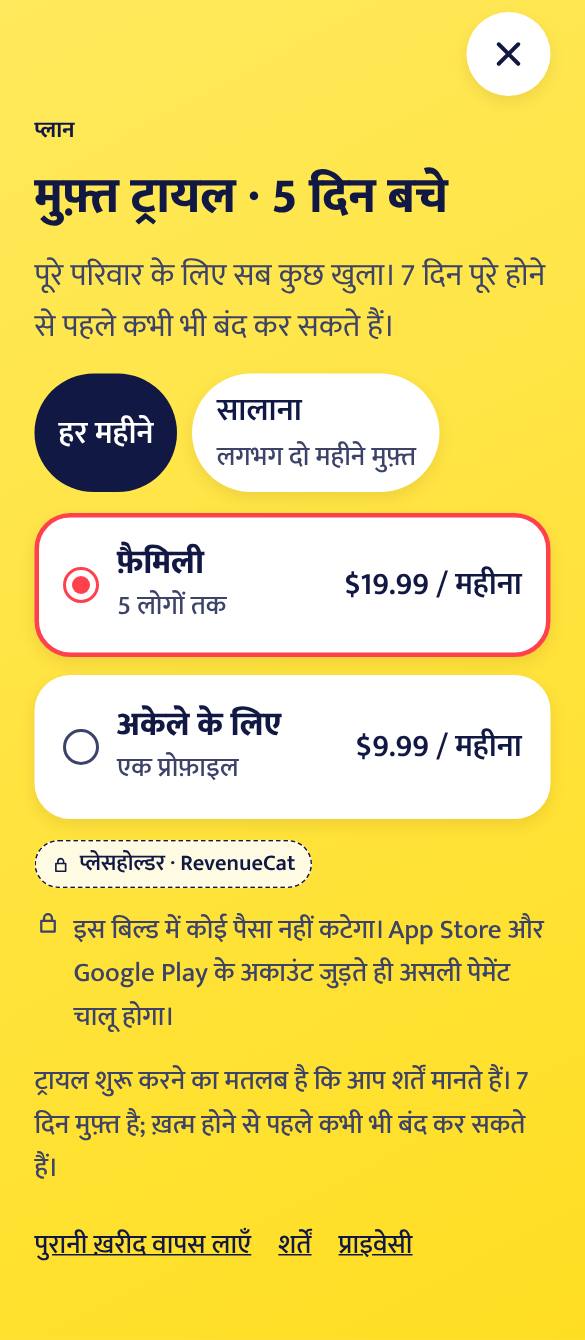 प्लान
मुफ़्त ट्रायल · 5 दिन बचे
पूरे परिवार के लिए सब कुछ खुला। 7 दिन पूरे होने
से पहले कभी भी बंद कर सकते हैं।
हर महीने
सालाना
लगभग दो महीने मुफ़्त
फ़ैमिली
5 लोगों तक
$19.99 / महीना
अकेले के लिए
एक प्रोफ़ाइल
$9.99 / महीना
प्लेसहोल्डर · RevenueCat
इस बिल्ड में कोई पैसा नहीं कटेगा। App Store और
Google Play के अकाउंट जुड़ते ही असली पेमेंट
चालू होगा।
ट्रायल शुरू करने का मतलब है कि आप शर्तें मानते हैं। 7
दिन मुफ़्त है; ख़त्म होने से पहले कभी भी बंद कर सकते
हैं।
पुरानी ख़रीद वापस लाएँ शर्तें प्राइवेसी